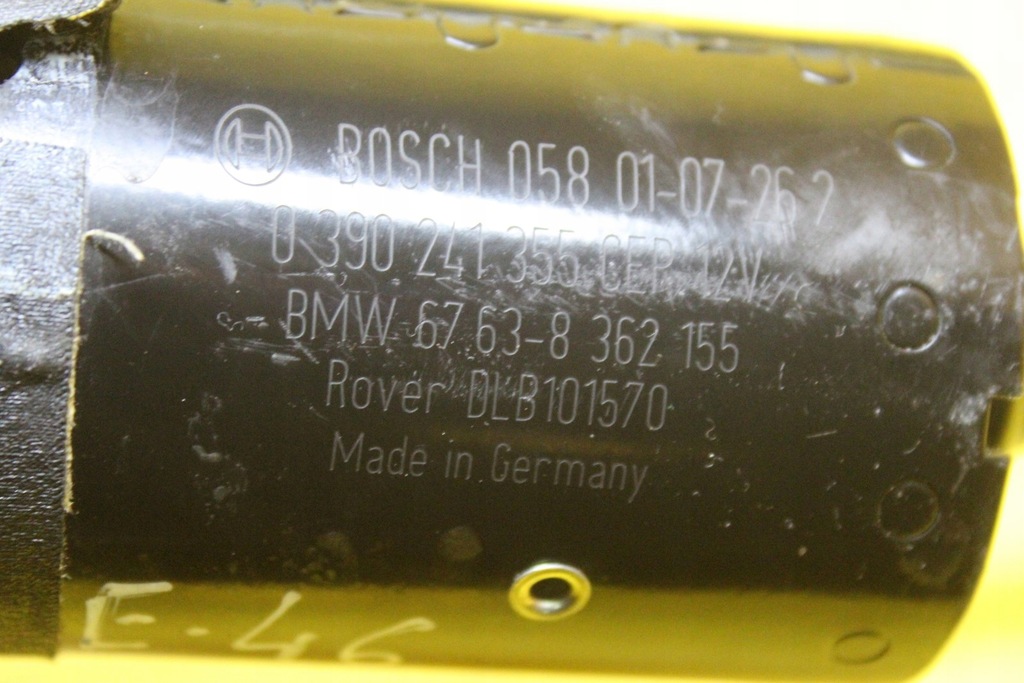 BOSCH 058 01-07-26 2
0 390 241 355 CEP 12V
BMW 67 63-8 362 155
Rover DLB101570
Made in Germany
E-46